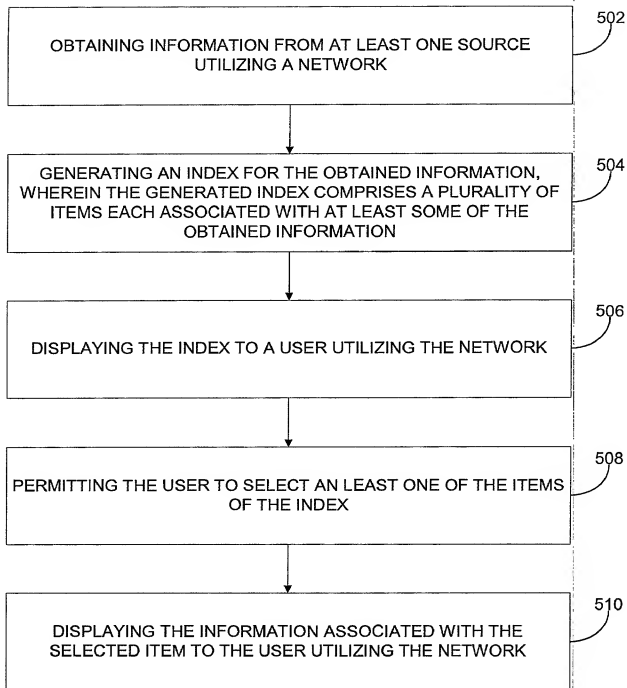 502
OBTAINING INFORMATION FROM AT LEAST ONE SOURCE
UTILIZING A NETWORK
504
GENERATING AN INDEX FOR THE OBTAINED INFORMATION,
WHEREIN THE GENERATED INDEX COMPRISES A PLURALITY OF
ITEMS EACH ASSOCIATED WITH AT LEAST SOME OF THE
OBTAINED INFORMATION
506
DISPLAYING THE INDEX TO A USER UTILIZING THE NETWORK
508
PERMITTING THE USER TO SELECT AN LEAST ONE OF THE ITEMS
OF THE INDEX
510
DISPLAYING THE INFORMATION ASSOCIATED WITH THE
SELECTED ITEM TO THE USER UTILIZING THE NETWORK